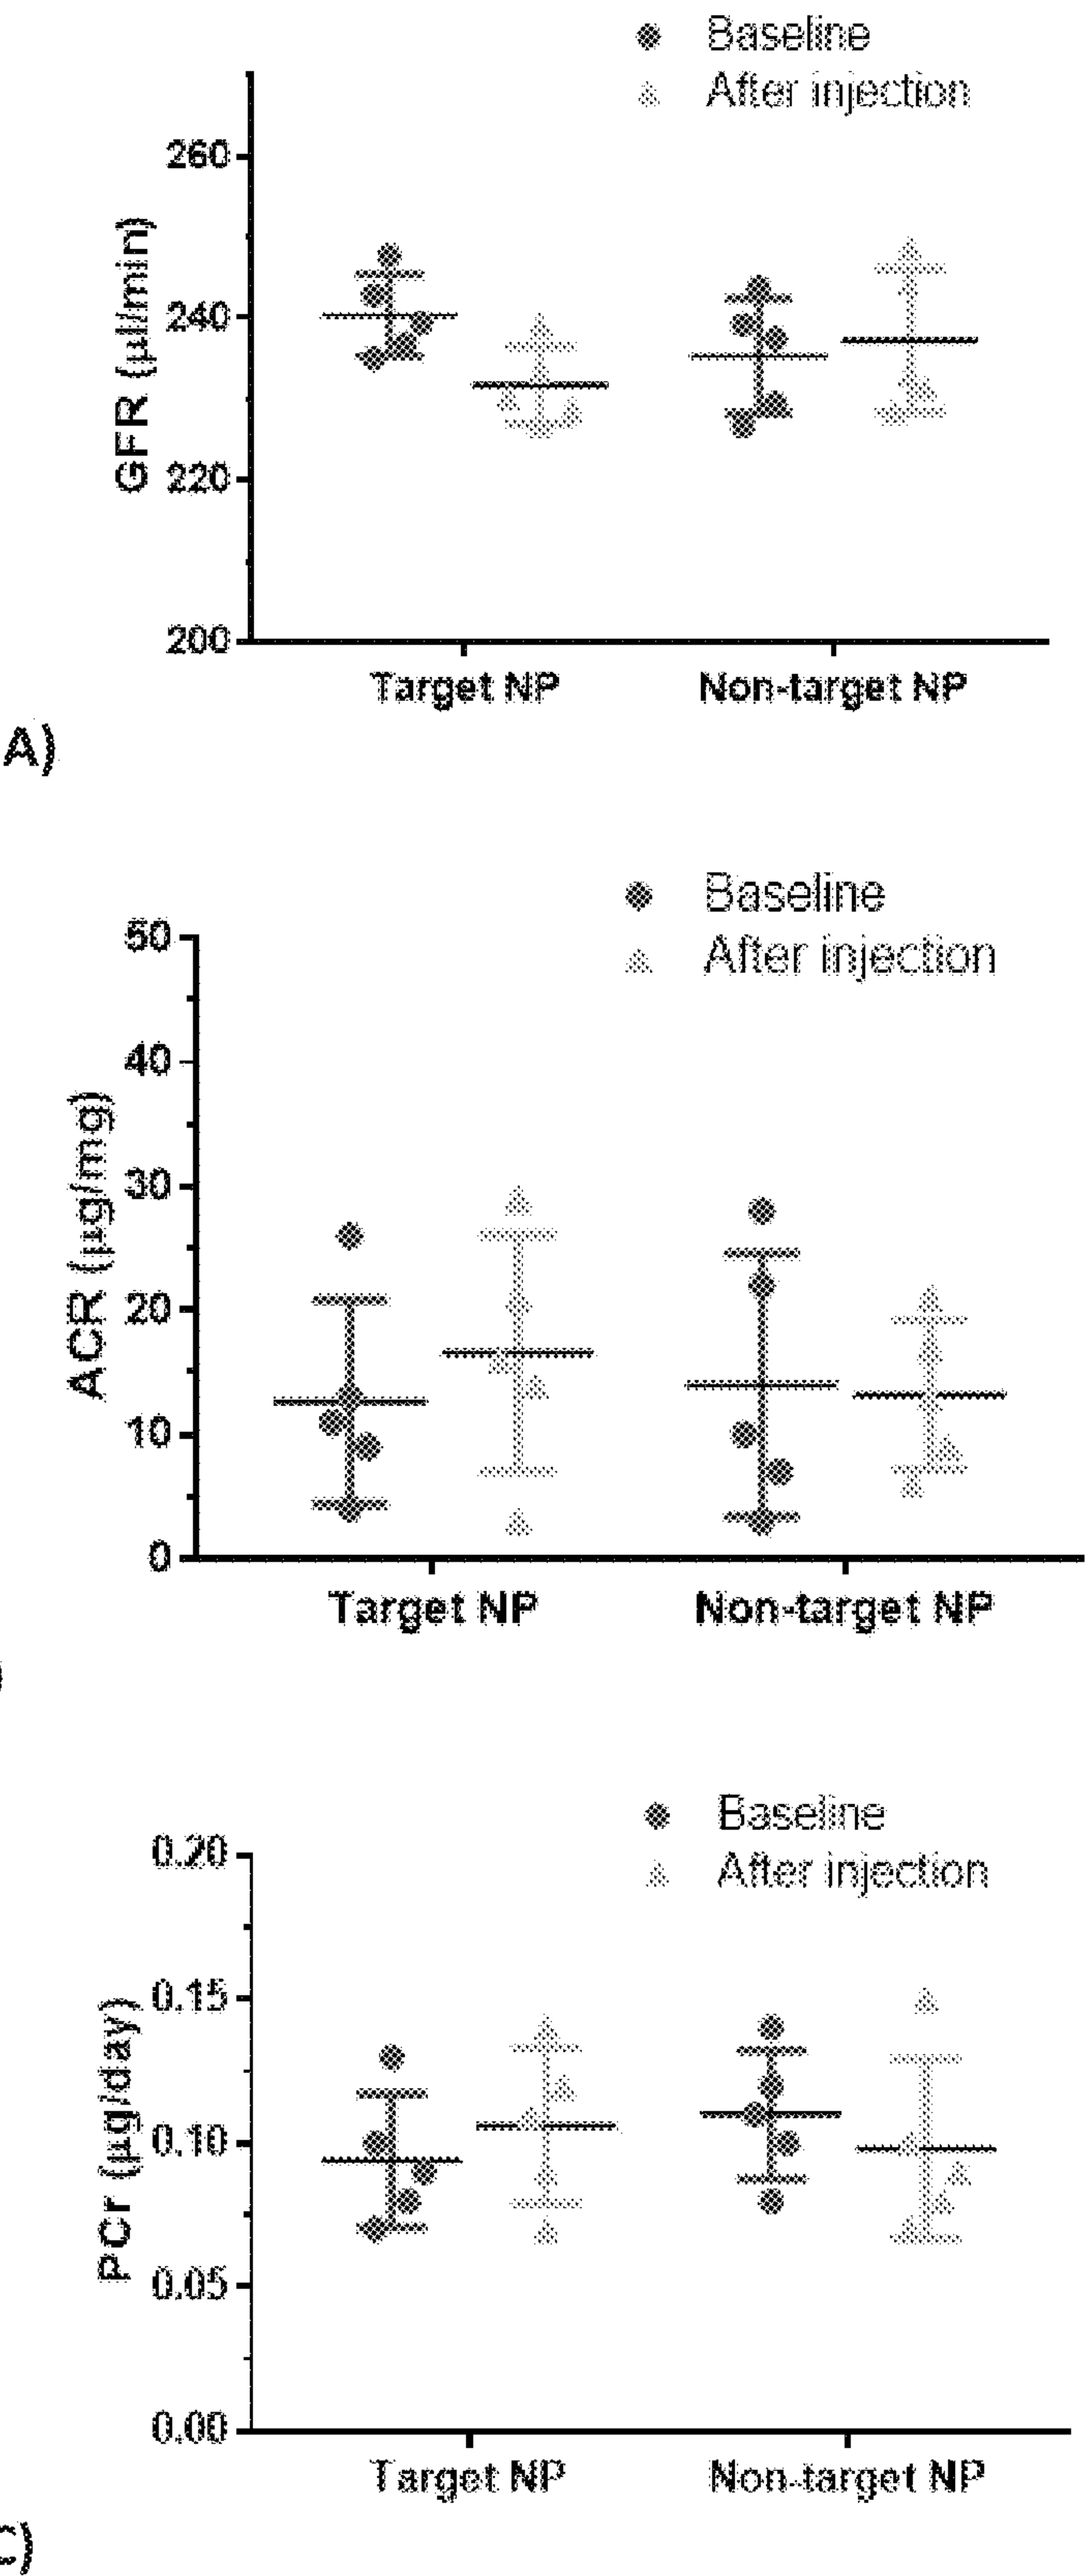 Baseline
After injection
260
240
220
200
GFR (μl/min)
Target NP
Non-target NP
A)
Baseline
After injection
50
40
30
20
10
0
ACR (μg/mg)
Target NP
Non-target NP
)
Baseline
After injection
0.20
0.15
0.10
0.05
0.00
PCr (μg/day)
Target NP
Non-target NP
C)